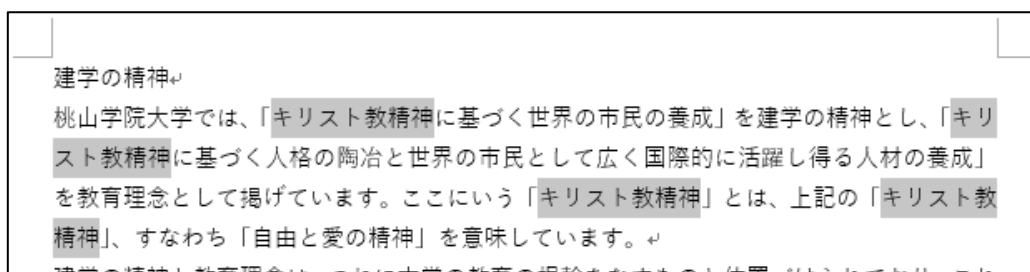 建学の精神
桃山学院大学では、「キリスト教精神に基づく世界の市民の養成」を建学の精神とし、「キリ
スト教精神に基づく人格の陶冶と世界の市民として広く国際的に活躍し得る人材の養成」
を教育理念として掲げています。ここにいう「キリスト教精神」とは、上記の「キリスト教
精神」、すなわち「自由と愛の精神」を意味しています。